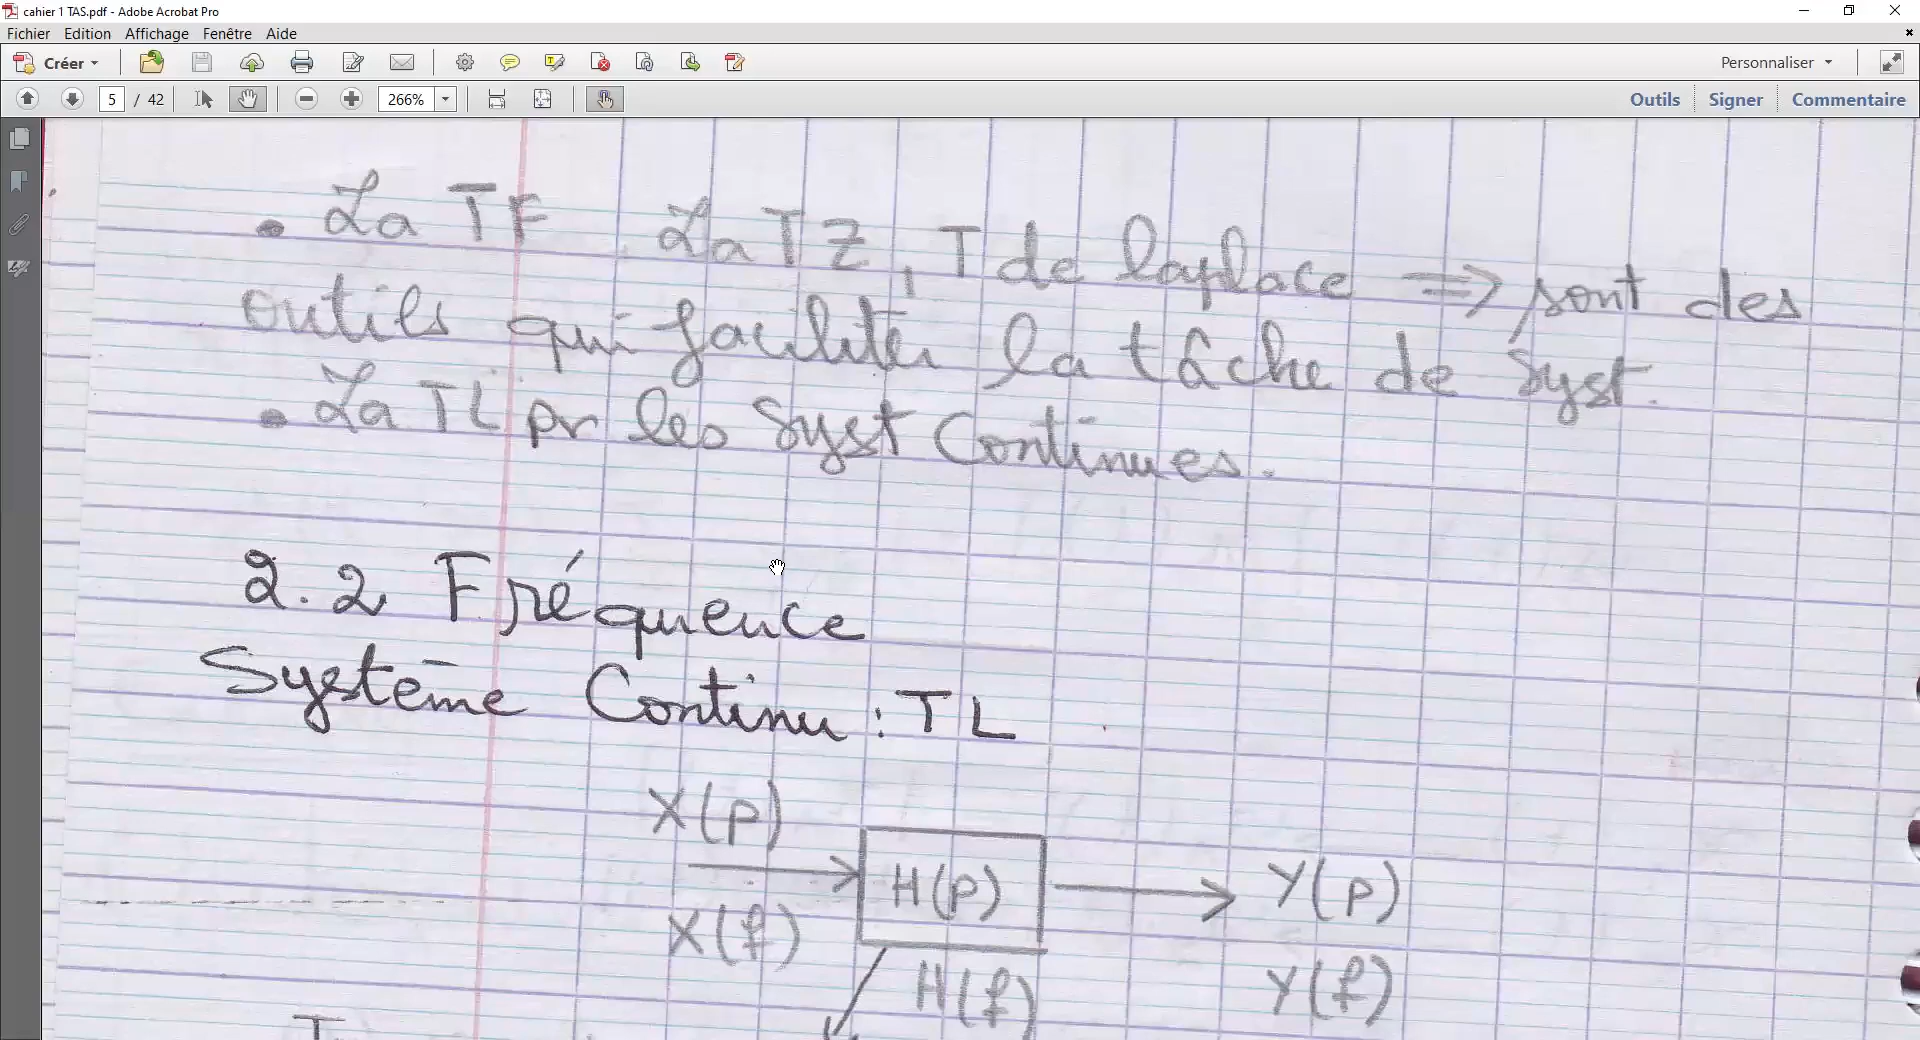 cahier 1 TAS.pdf - Adobe Acrobat Pro
Fichier Edition Affichage Fenêtre Aide
Créer Personnaliser
5 / 42 266% Outils Signer Commentaire
• La TF. La TZ, T de laplace => sont des
outils qui faciliter la tâche de Syst.
• La TL pr les Syst Continues.
2.2 Fréquence
Système Continu : TL
X(p)
H(p) Y(p)
X(f)
H(f) Y(f)